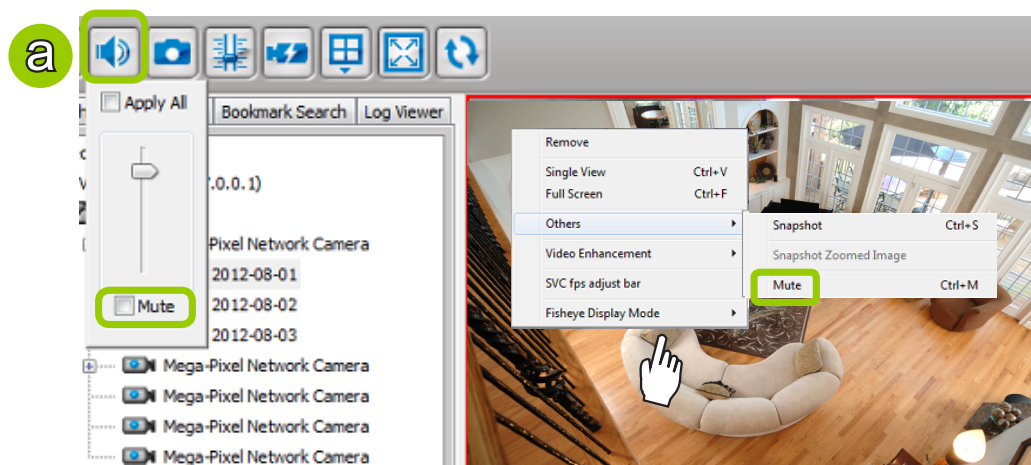 a
Apply All
Bookmark Search
Log Viewer
.0.0.1)
-Pixel Network Camera
2012-08-01
2012-08-02
2012-08-03
Mute
Mega-Pixel Network Camera
Mega-Pixel Network Camera
Mega-Pixel Network Camera
Mega-Pixel Network Camera
Remove
Single View Ctrl+V
Full Screen Ctrl+F
Others
Video Enhancement
SVC fps adjust bar
Fisheye Display Mode
Snapshot Ctrl+S
Snapshot Zoomed Image
Mute Ctrl+M